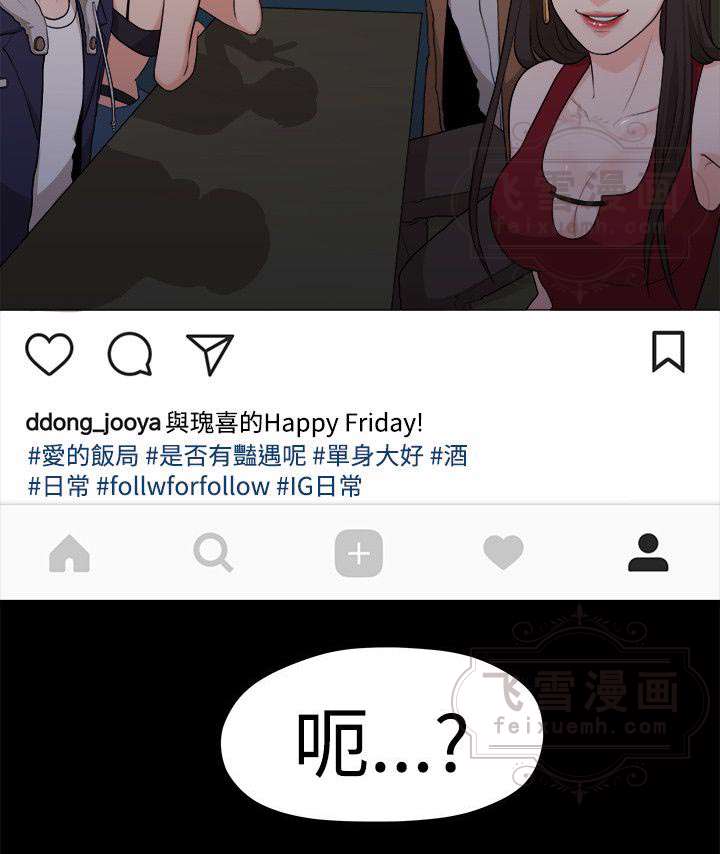 飞雪漫画
feixuemh.com
ddong_jooya 與瑰喜的Happy Friday!
#愛的飯局 #是否有豔遇呢 #單身大好 #酒
#日常 #follwforfollow #IG日常
飞雪漫画
feixuemh.com
呃...?